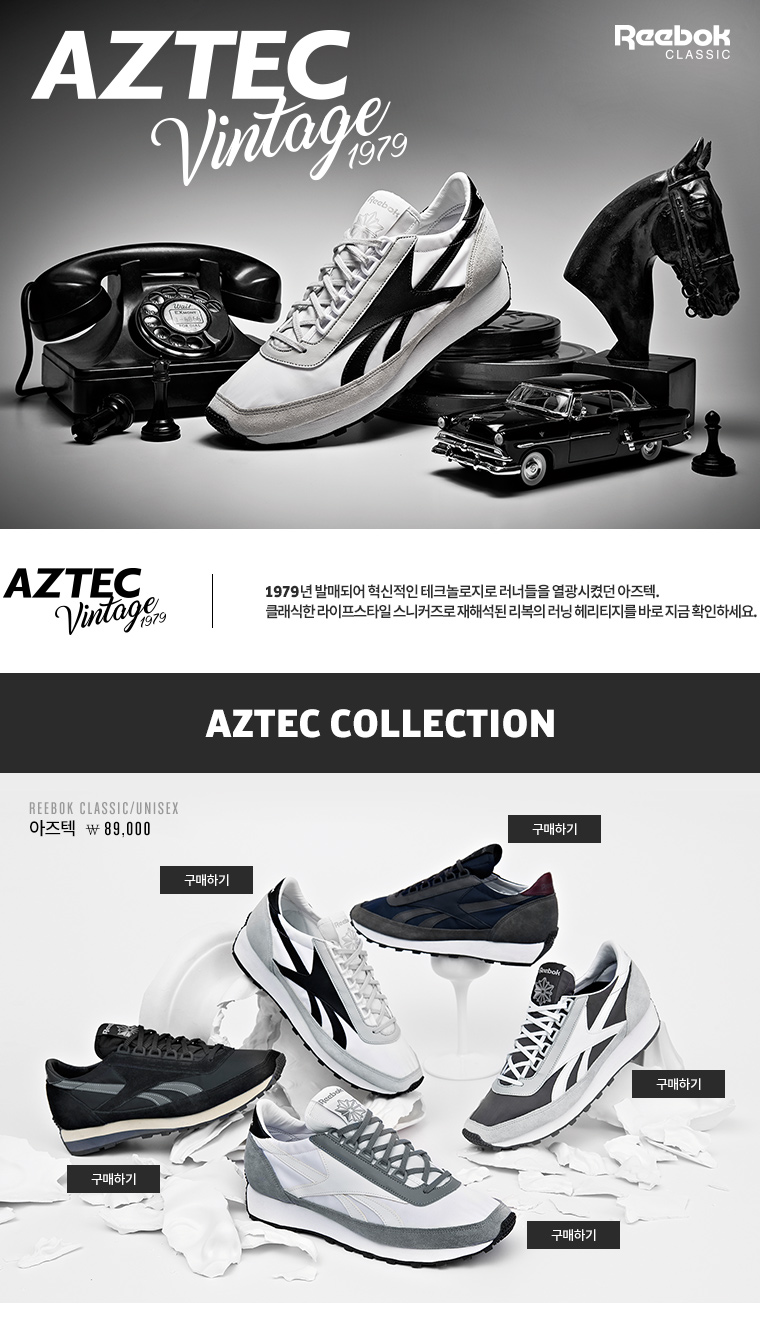 AZTEC
Vintage
1979
Reebok
CLASSIC
Reebok
AZTEC
Vintage
1979
1979년 발매되어 혁신적인 테크놀로지로 러너들을 열광시켰던 아즈텍.
클래식한 라이프스타일 스니커즈로 재해석된 리복의 러닝 헤리티지를 바로 지금 확인하세요.
AZTEC COLLECTION
REEBOK CLASSIC/UNISEX
아즈텍 ₩ 89,000
구매하기
구매하기
Reebok
구매하기
Reebok
구매하기
구매하기